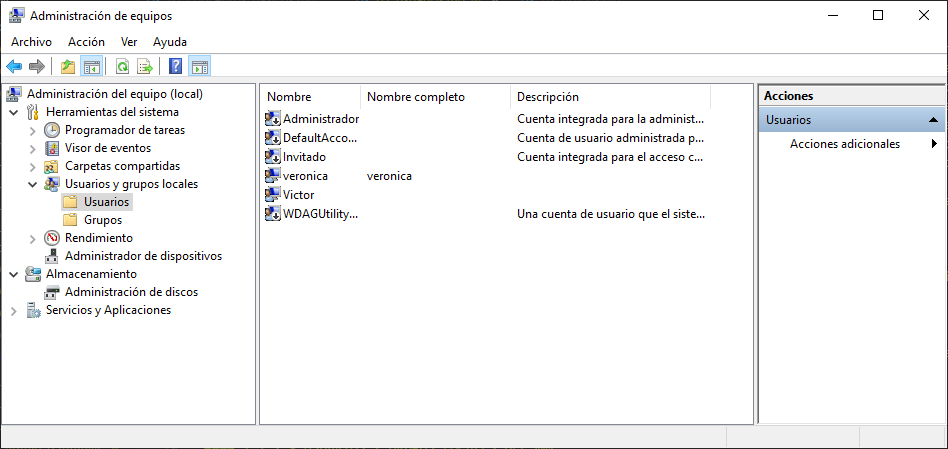 Administración de equipos
Archivo Acción Ver Ayuda
Administración del equipo (local)
Herramientas del sistema
Programador de tareas
Visor de eventos
Carpetas compartidas
Usuarios y grupos locales
Usuarios
Grupos
Rendimiento
Administrador de dispositivos
Almacenamiento
Administración de discos
Servicios y Aplicaciones
Nombre Nombre completo Descripción
Administrador Cuenta integrada para la administ...
DefaultAcco... Cuenta de usuario administrada p...
Invitado Cuenta integrada para el acceso c...
veronica veronica
Victor
WDAGUtility... Una cuenta de usuario que el siste...
Acciones
Usuarios
Acciones adicionales